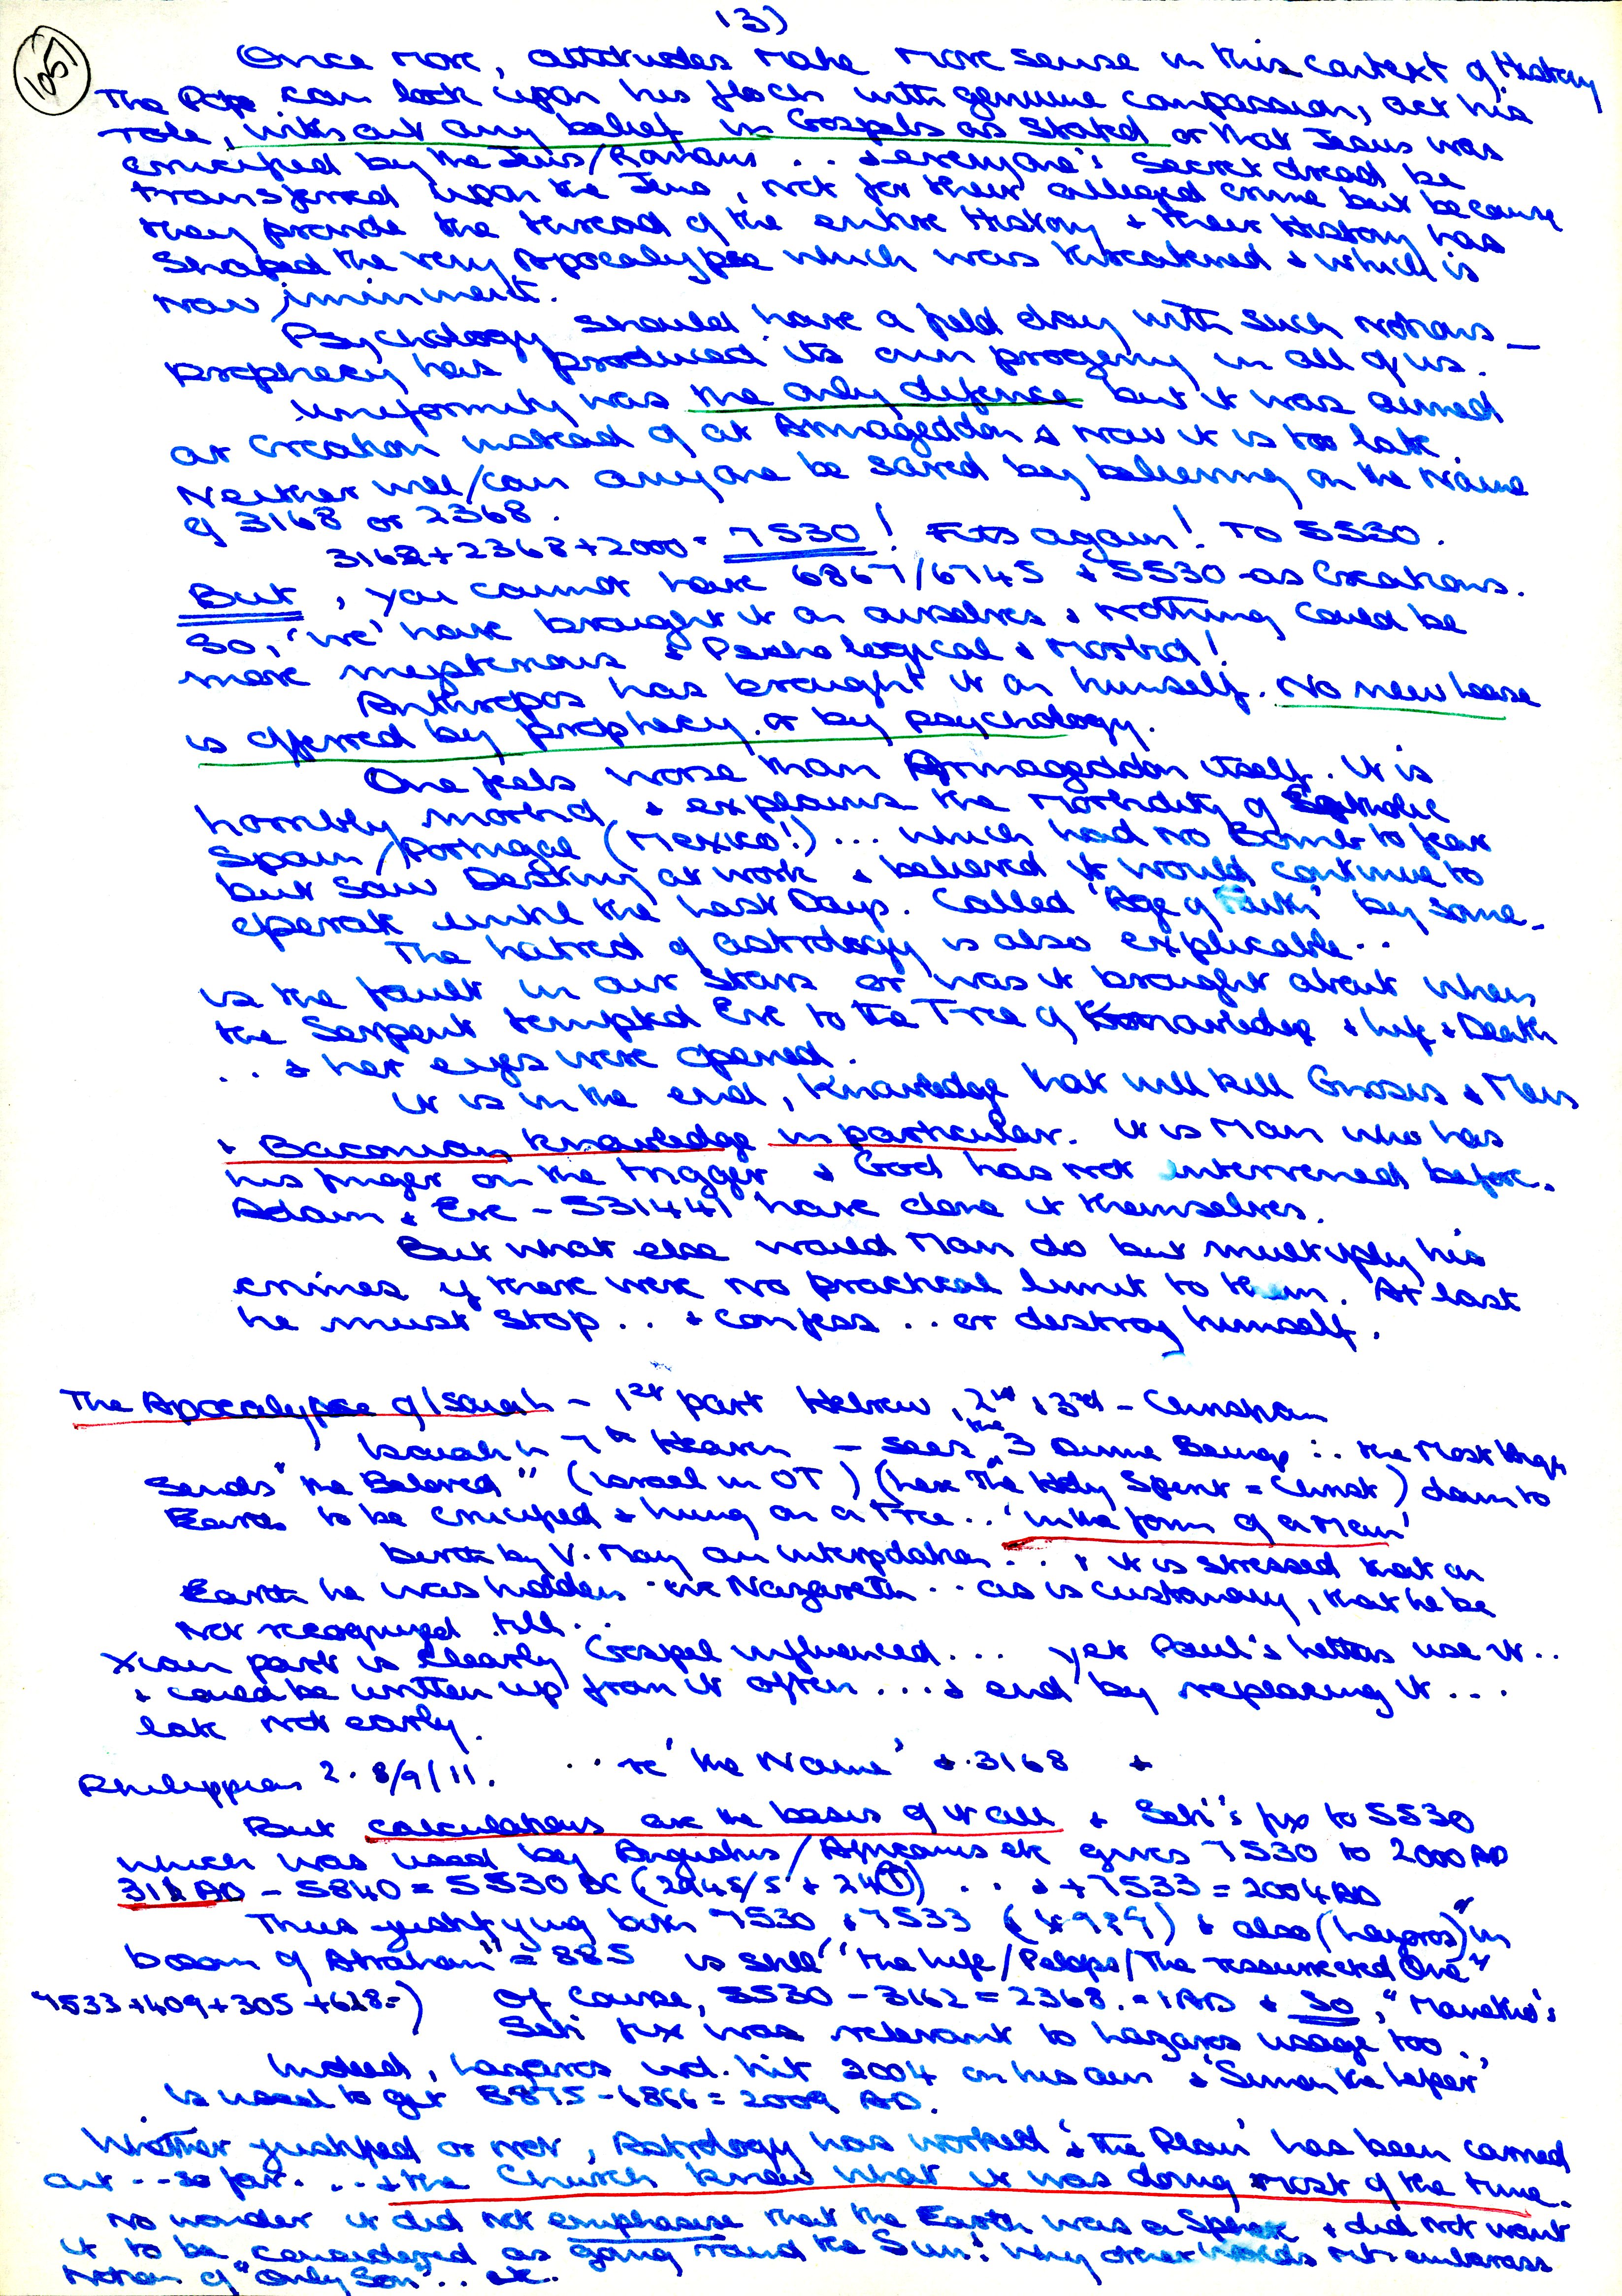 13)
1057
Once more, attitudes make more sense in this context of History
The Pope can look upon his flock with genuine compassion, act his
role, without any belief in Gospels as stated or that Jesus was
crucified by the Jews/Romans . . & everyone's secret dread be
transferred upon the Jews, not for their alleged crime but because
they provide the thread of the entire History & their History has
shaped the very Apocalypse which was threatened & which is
now imminent.
Psychology should have a field day with such notions _
prophecy has produced its own progeny in all of us.
Uniformity was the only defence but it was aimed
at Creation instead of at Armageddon & now it is too late.
Neither will/can anyone be saved by believing on the Name
of 3168 or 2368.
3162+2368+2000 = 7530! Fits again! To 5530.
But, you cannot have 6867/6745 & 5530 as Creations.
So, 'we' have brought it on ourselves & nothing could be
more mysterious & Psychological & Morbid!
Anthropos has brought it on himself. No new lease
is offered by prophecy or by psychology.
One feels worse than Armageddon itself. It is
horribly morbid & explains the morbidity of Catholic
Spain/Portugal (Mexico!) ... which had no Bomb to fear
but saw Destiny at work & believed it would continue to
operate until the Last Days. Called 'Age of Faith' by some_
The hatred of astrology is also explicable . .
is the fault in our Stars or was it brought about when
the Serpent tempted Eve to the Tree of Knowledge & Life & Death
. . & her eyes were opened.
It is in the end, knowledge that will kill Gnosis & Men
& Baconian knowledge in particular. It is Man who has
his finger on the trigger & God has not intervened before.
Adam & Eve - 531441 have done it themselves.
But what else would Man do but multiply his
crimes if there were no practical limit to them. At last
he must stop . . & confess . . or destroy himself.
The Apocalypse of Isaiah - 1st part Hebrew, 2nd & 3rd - Christian
Isaiah in 7th Heaven - sees the 3 Divine Beings : . the Most High
sends "the Beloved" (Israel in OT) (here The Holy Spirit = Christ) down to
Earth to be crucified & hung on a Tree . . 'in the form of a Man'
birth by V. Mary an interpolation . . . & it is stressed that on
Earth he was hidden . . Nazareth . . as is customary, that he be
not recognized till . .
Xian part is clearly Gospel influenced ... yet Paul's letters use it . .
& could be written up from it often ... & end by replacing it ...
late not early.
Philippians 2. 8/9/11. . . re 'the Name' & 3168 +
But calculations are the basis of it all & Seti's fix to 5530
which was used by Augustus/Africanus etc gives 7530 to 2000 AD
AD - 5840 = 5530 BC . . & +7533 = 2004 AD
Thus justifying both 7530 & 7533 & also (Lazaros) "in
bosom of Abraham" = 885 is still "the Life/Pelops/The resurrected One"
7533+409+305+628=) Of course, 5530 - 3162 = 2368 = 1AD & so, "Manetho's
Seti fix was relevant to Lazaros usage too.
Indeed, Lazaros wd. hit 2004 on his own & 'Simon the Leper'
is used to get 8875 - 6866 = 2009 AD.
Whether justified or not, Astrology has worked & 'the Plan' has been carried
out . . so far. . . . & the Church knew what it was doing most of the time.
No wonder it did not emphasise that the Earth was a Sphere & did not want
it to be considered as going round the Sun: Why other Worlds embarass
notion of "Only Son" . . etc.